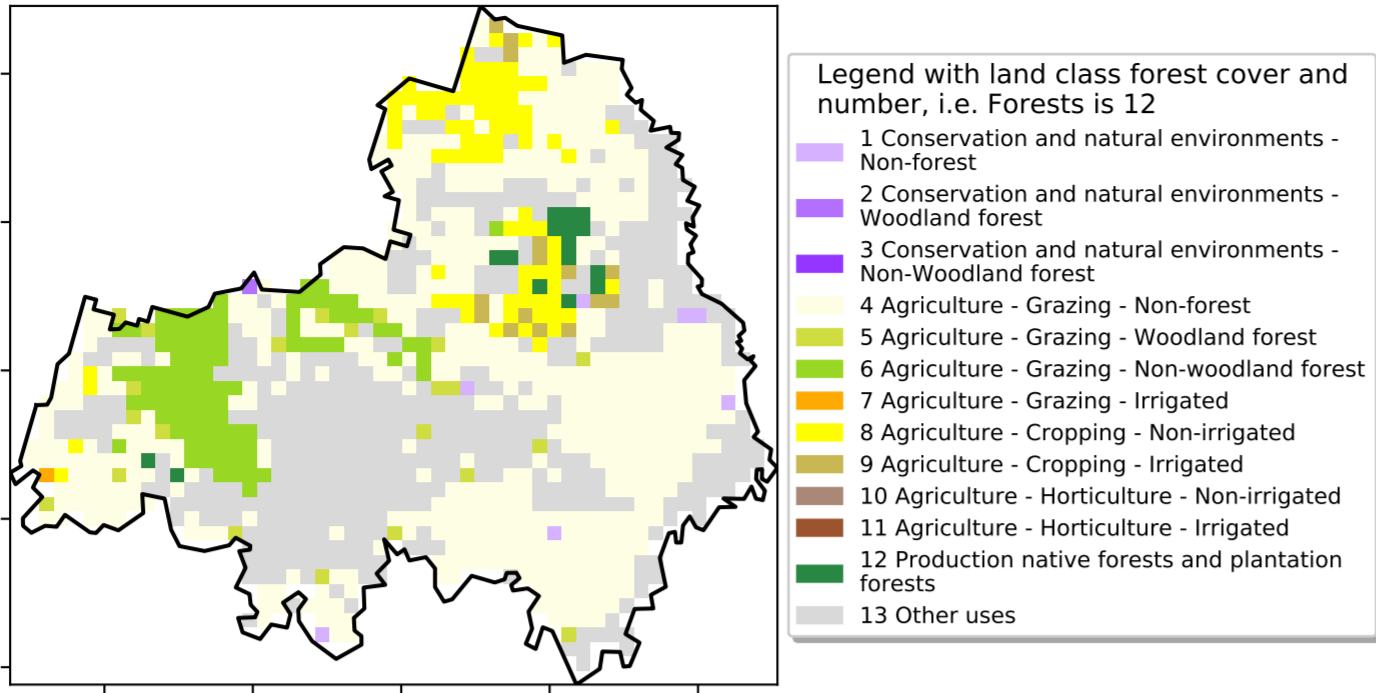 Legend with land class forest cover and
number, i.e. Forests is 12
1 Conservation and natural environments -
Non-forest
2 Conservation and natural environments -
Woodland forest
3 Conservation and natural environments -
Non-Woodland forest
4 Agriculture - Grazing - Non-forest
5 Agriculture - Grazing - Woodland forest
6 Agriculture - Grazing - Non-woodland forest
7 Agriculture - Grazing - Irrigated
8 Agriculture - Cropping - Non-irrigated
9 Agriculture - Cropping - Irrigated
10 Agriculture - Horticulture - Non-irrigated
11 Agriculture - Horticulture - Irrigated
12 Production native forests and plantation
forests
13 Other uses